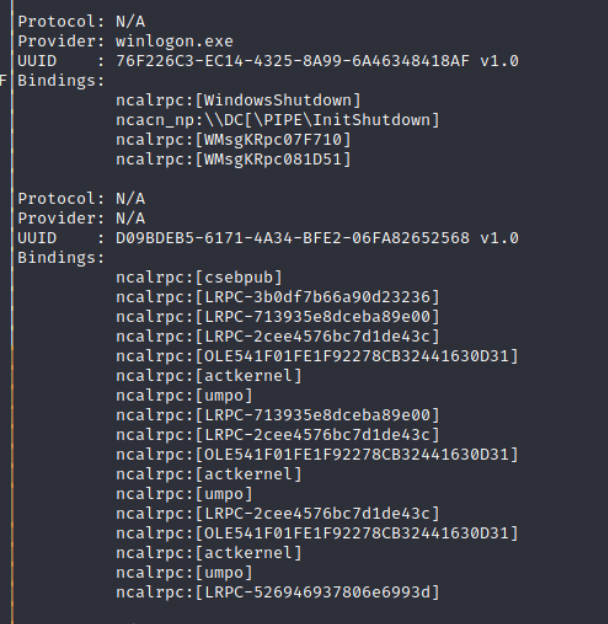 Protocol: N/A
Provider: winlogon.exe
UUID    : 76F226C3-EC14-4325-8A99-6A46348418AF v1.0
F Bindings:
ncalrpc:[WindowsShutdown]
ncacn_np:\\DC[\PIPE\InitShutdown]
ncalrpc:[WMsgKRpc07F710]
ncalrpc:[WMsgKRpc081D51]
Protocol: N/A
Provider: N/A
UUID    : D09BDEB5-6171-4A34-BFE2-06FA82652568 v1.0
Bindings:
ncalrpc:[csebpub]
ncalrpc:[LRPC-3b0df7b66a90d23236]
ncalrpc:[LRPC-713935e8dceba89e00]
ncalrpc:[LRPC-2cee4576bc7d1de43c]
ncalrpc:[OLE541F01FE1F92278CB32441630D31]
ncalrpc:[actkernel]
ncalrpc:[umpo]
ncalrpc:[LRPC-713935e8dceba89e00]
ncalrpc:[LRPC-2cee4576bc7d1de43c]
ncalrpc:[OLE541F01FE1F92278CB32441630D31]
ncalrpc:[actkernel]
ncalrpc:[umpo]
ncalrpc:[LRPC-2cee4576bc7d1de43c]
ncalrpc:[OLE541F01FE1F92278CB32441630D31]
ncalrpc:[actkernel]
ncalrpc:[umpo]
ncalrpc:[LRPC-526946937806e6993d]